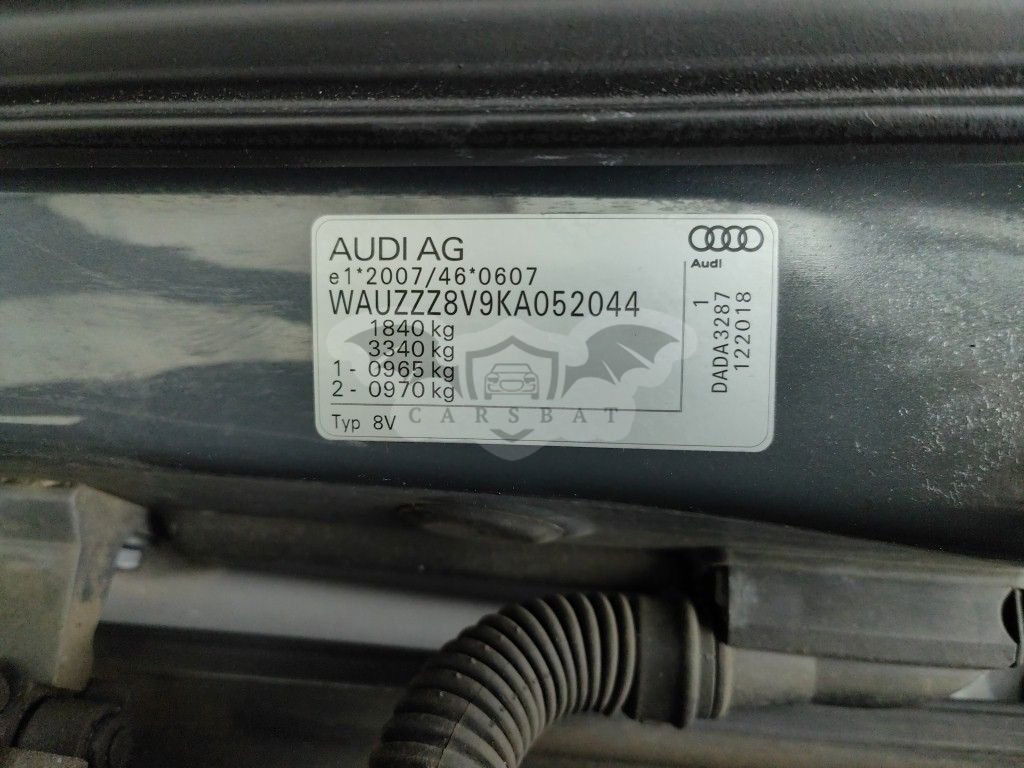 AUDI AG
Audi
e1*2007/46*0607
WAUZZZ8V9KA052044
1840 kg
3340 kg
1- 0965 kg
2- 0970 kg
Typ 8V
DADA3287 1
122018
CARSBAT